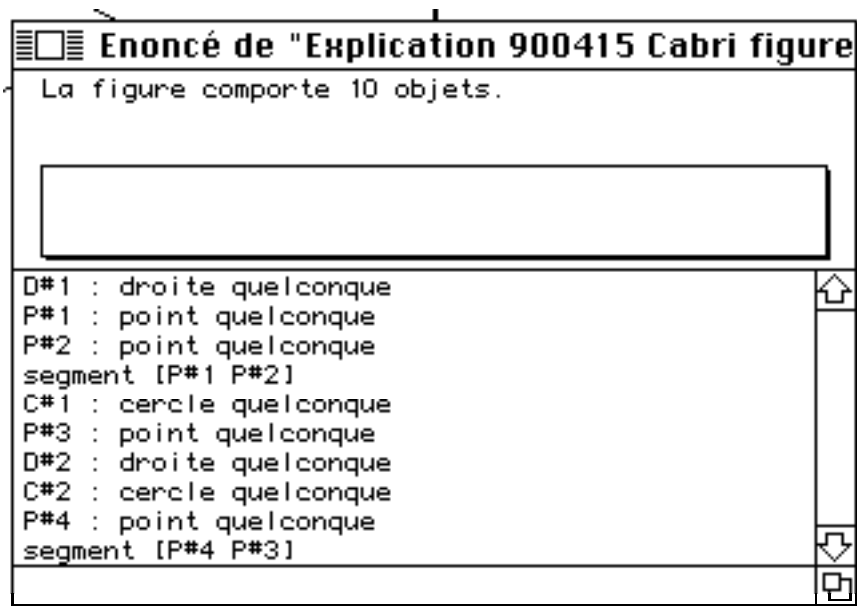 Enoncé de "Explication 900415 Cabri figure
La figure comporte 10 objets.
D#1 : droite quelconque
P#1 : point quelconque
P#2 : point quelconque
segment [P#1 P#2]
C#1 : cercle quelconque
P#3 : point quelconque
D#2 : droite quelconque
C#2 : cercle quelconque
P#4 : point quelconque
segment [P#4 P#3]